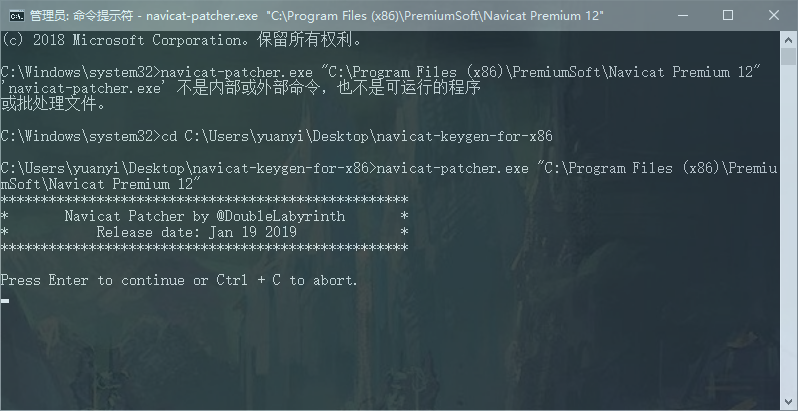 管理员: 命令提示符 - navicat-patcher.exe "C:\Program Files (x86)\PremiumSoft\Navicat Premium 12"
(c) 2018 Microsoft Corporation。保留所有权利。
C:\Windows\system32>navicat-patcher.exe "C:\Program Files (x86)\PremiumSoft\Navicat Premium 12"
'navicat-patcher.exe' 不是内部或外部命令，也不是可运行的程序
或批处理文件。
C:\Windows\system32>cd C:\Users\yuanyi\Desktop\navicat-keygen-for-x86
C:\Users\yuanyi\Desktop\navicat-keygen-for-x86>navicat-patcher.exe "C:\Program Files (x86)\Premiu
mSoft\Navicat Premium 12"
***************************************************
*       Navicat Patcher by @DoubleLabyrinth       *
*           Release date: Jan 19 2019             *
***************************************************
Press Enter to continue or Ctrl + C to abort.